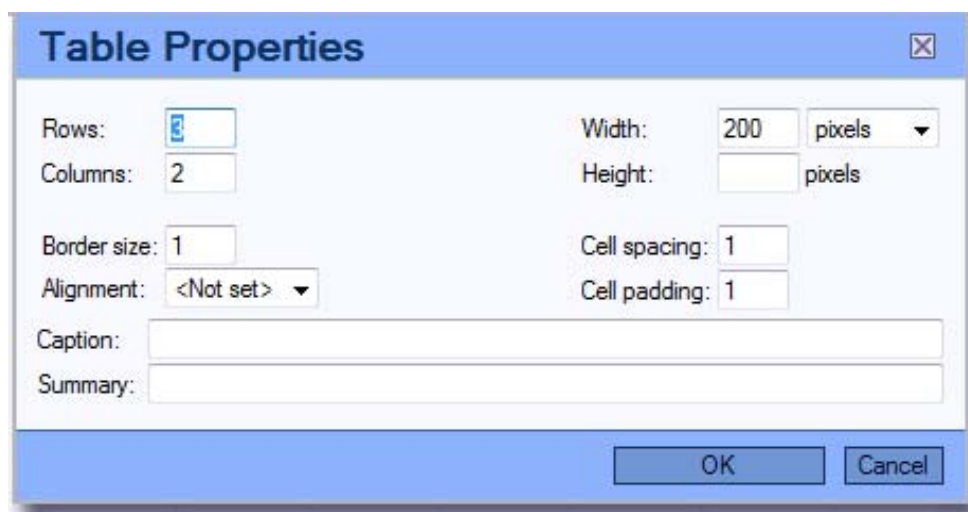 Table Properties
Rows: 3 Width: 200 pixels
Columns: 2 Height: pixels
Border size: 1 Cell spacing: 1
Alignment: <Not set> Cell padding: 1
Caption:
Summary:
OK Cancel